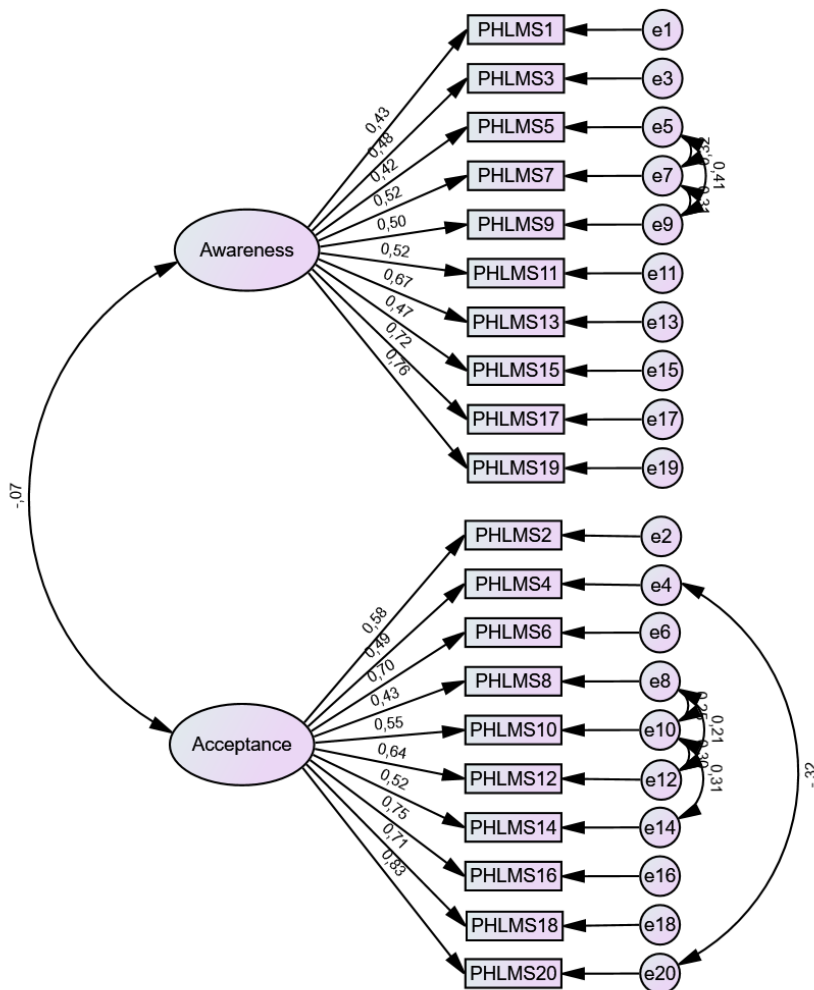 PHLMS1
e1
PHLMS3
e3
PHLMS5
e5
PHLMS7
e7
PHLMS9
e9
PHLMS11
e11
PHLMS13
e13
PHLMS15
e15
PHLMS17
e17
PHLMS19
e19
0,43
0,48
0,42
0,52
0,50
0,52
0,67
0,47
0,72
0,76
0,41
0,31
Awareness
-,07
PHLMS2
e2
PHLMS4
e4
PHLMS6
e6
PHLMS8
e8
PHLMS10
e10
PHLMS12
e12
PHLMS14
e14
PHLMS16
e16
PHLMS18
e18
PHLMS20
e20
0,58
0,49
0,70
0,43
0,55
0,64
0,52
0,75
0,71
0,83
0,21
0,30
0,31
Acceptance